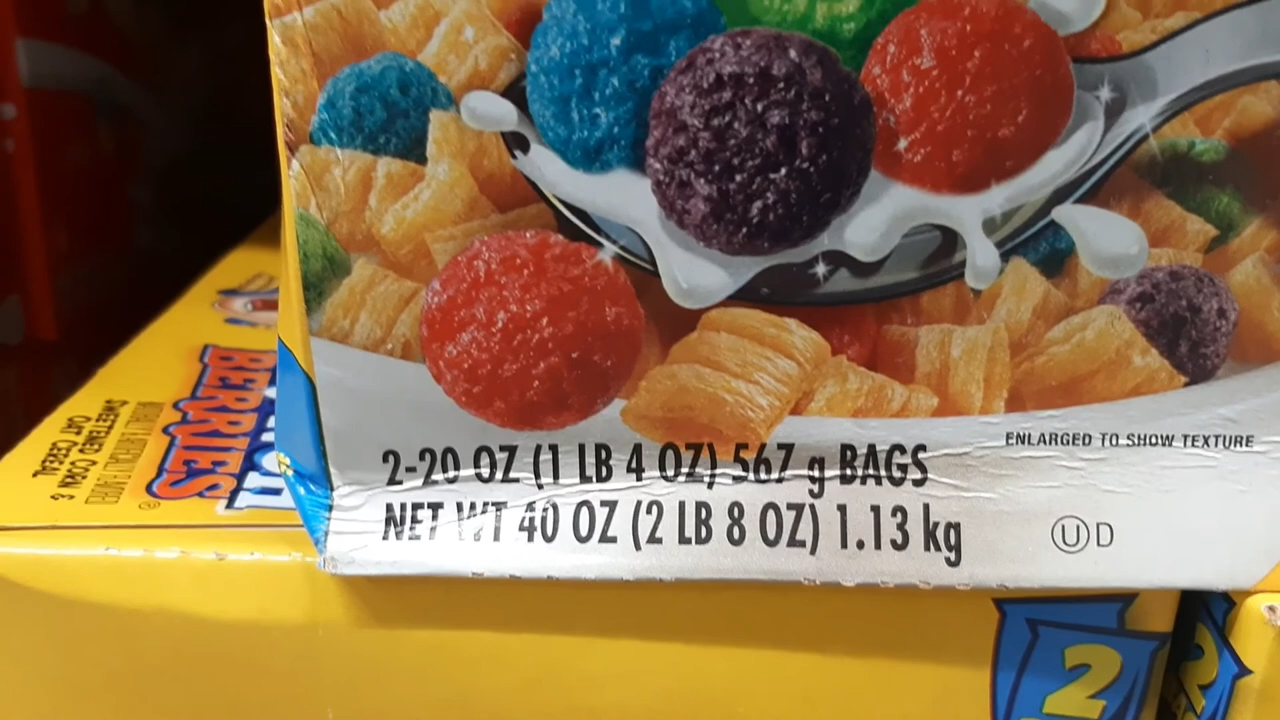 ENLARGED TO SHOW TEXTURE
2-20 OZ (1 LB 4 OZ) 567 g BAGS
NET WT 40 OZ (2 LB 8 OZ) 1.13 kg
Ⓤ D
BERRIES
®
SWEETENED CORN &
OAT CEREAL
2
2